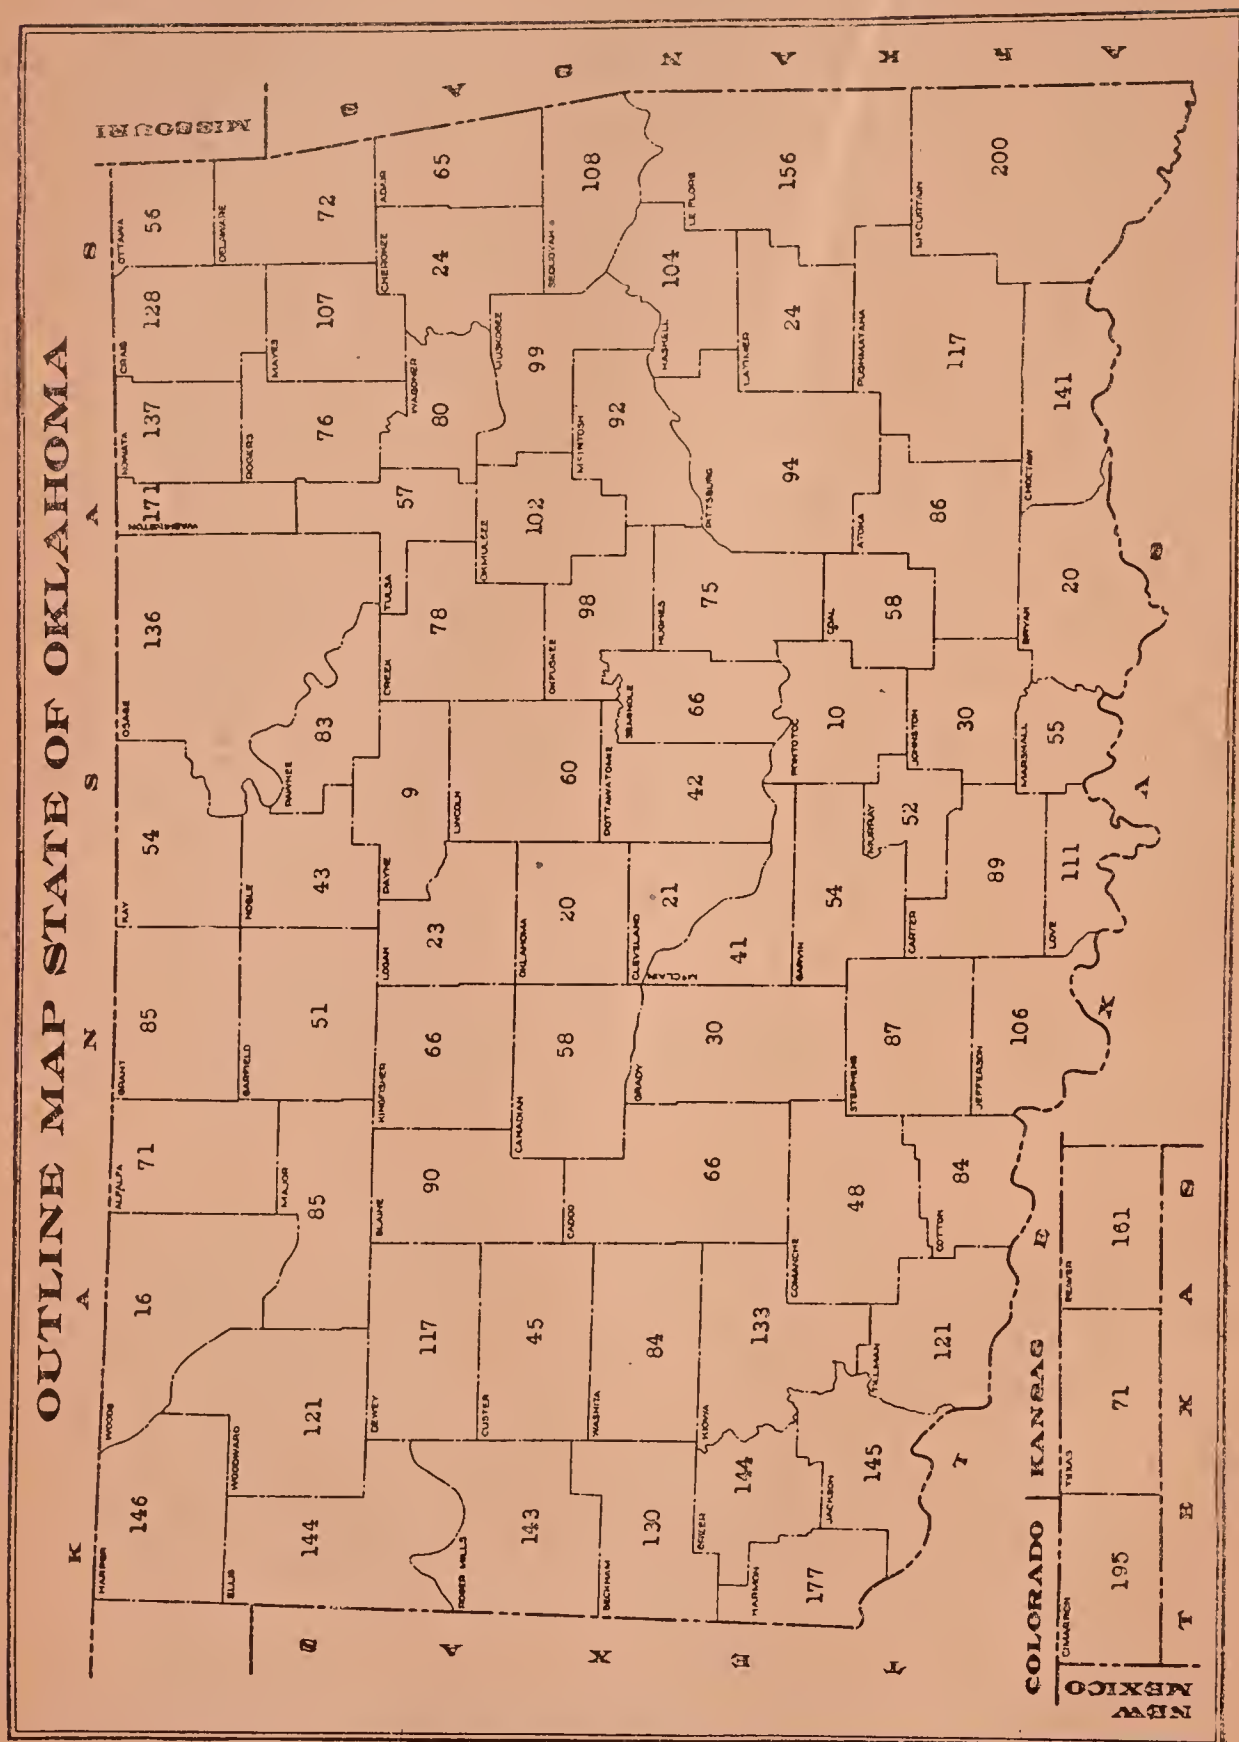 OUTLINE MAP STATE OF OKLAHOMA
K A N S A S
MISSOURI
HARPER
146
WOODS
16
ALFALFA
71
GRANT
85
KAY
54
OSAGE
136
WASHINGTON
171
NOWATA
137
CRAIG
128
OTTAWA
56
DELAWARE
72
ELLIS
144
WOODWARD
121
MAJOR
85
GARFIELD
51
NOBLE
43
PAWNEE
83
ROGERS
76
MAYES
107
DEWEY
117
BLAINE
90
KINGFISHER
66
LOGAN
23
PAYNE
9
CREEK
78
TULSA
57
WAGONER
80
CHEROKEE
24
ADAIR
65
ROGER MILLS
143
CUSTER
45
CANADIAN
58
OKLAHOMA
20
LINCOLN
60
OKFUSKEE
98
OKMULGEE
102
MUSKOGEE
99
SEQUOYAH
108
BECKHAM
130
WASHITA
84
CADDO
66
GRADY
30
CLEVELAND
21
McCLAIN
41
POTTAWATOMIE
42
SEMINOLE
66
HUGHES
75
McINTOSH
92
HASKELL
104
PITTSBURG
94
LATIMER
24
LE FLORE
156
GREER
144
KIOWA
133
COMANCHE
48
GARVIN
54
PONTOTOC
10
COAL
58
ATOKA
86
PUSHMATAHA
117
McCURTAIN
200
HARMON
177
JACKSON
145
TILLMAN
121
COTTON
84
STEPHENS
87
MURRAY
52
CARTER
89
JOHNSTON
30
JEFFERSON
106
LOVE
111
MARSHALL
55
BRYAN
20
CHOCTAW
141
COLORADO KANSAS
NEW
MEXICO
CIMARRON
195
TEXAS
71
BEAVER
161
T E X A S
T E X A S